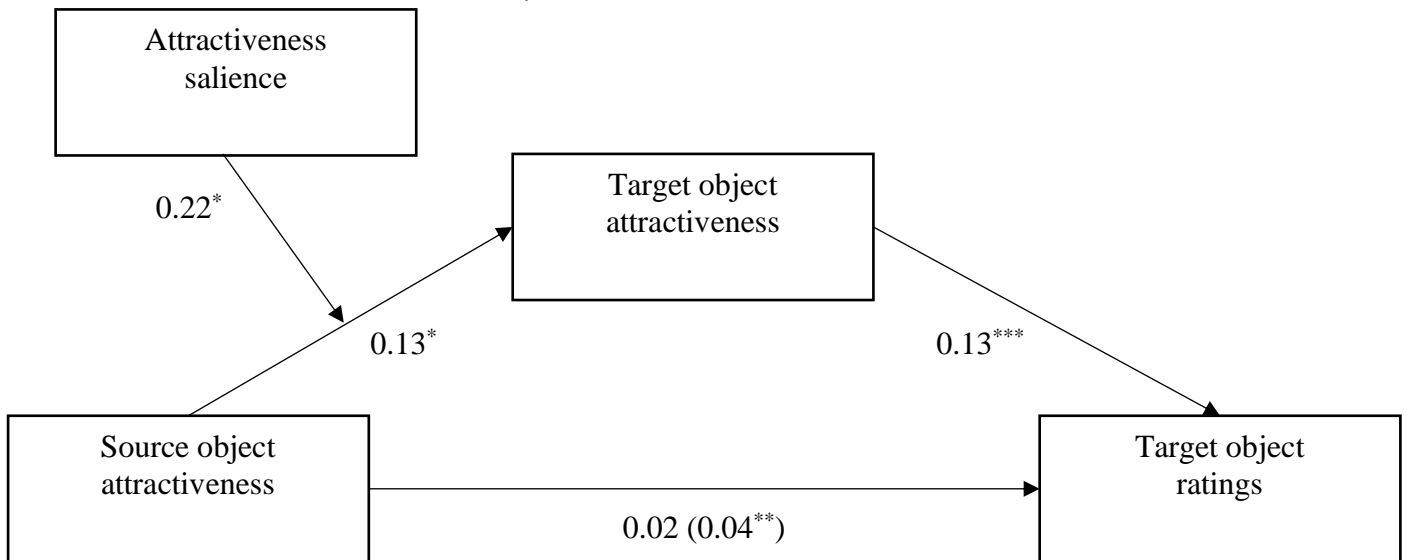 Attractiveness
salience
0.22*
Target object
attractiveness
0.13*
0.13***
Source object
attractiveness
Target object
ratings
0.02 (0.04**)